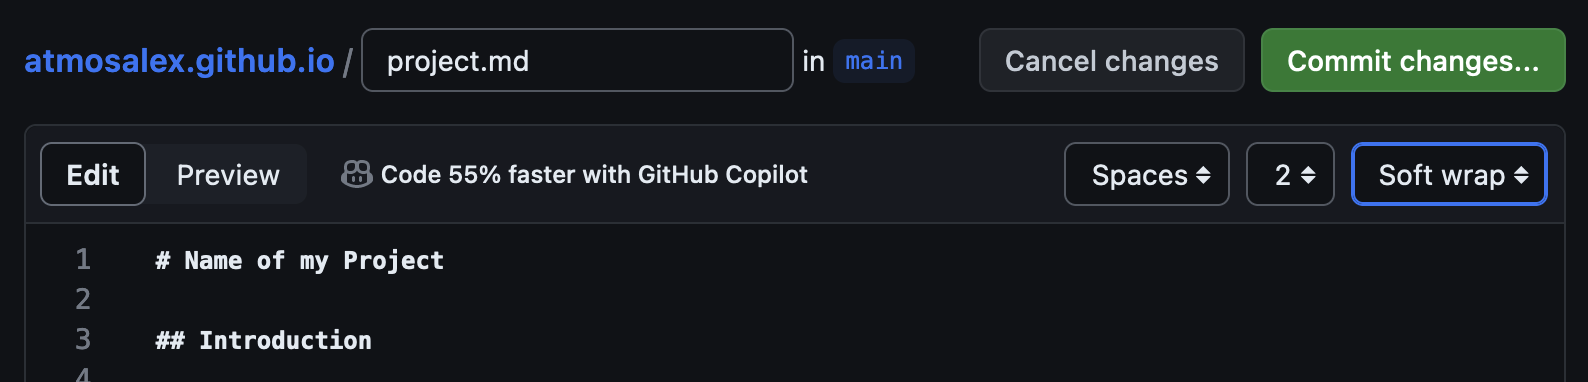 atmosalex.github.io / project.md in main Cancel changes Commit changes...
Edit Preview Code 55% faster with GitHub Copilot Spaces 2 Soft wrap
1 # Name of my Project
2
3 ## Introduction
4